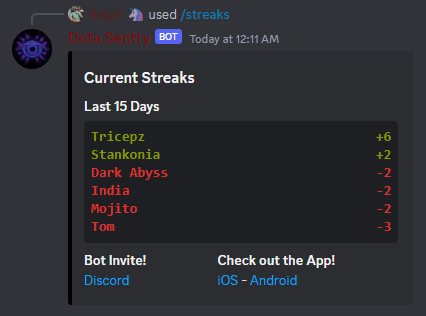 used /streaks
Dota Sentry BOT Today at 12:11 AM
Current Streaks
Last 15 Days
Tricepz +6
Stankonia +2
Dark Abyss -2
India -2
Mojito -2
Tom -3
Bot Invite! Check out the App!
Discord iOS - Android